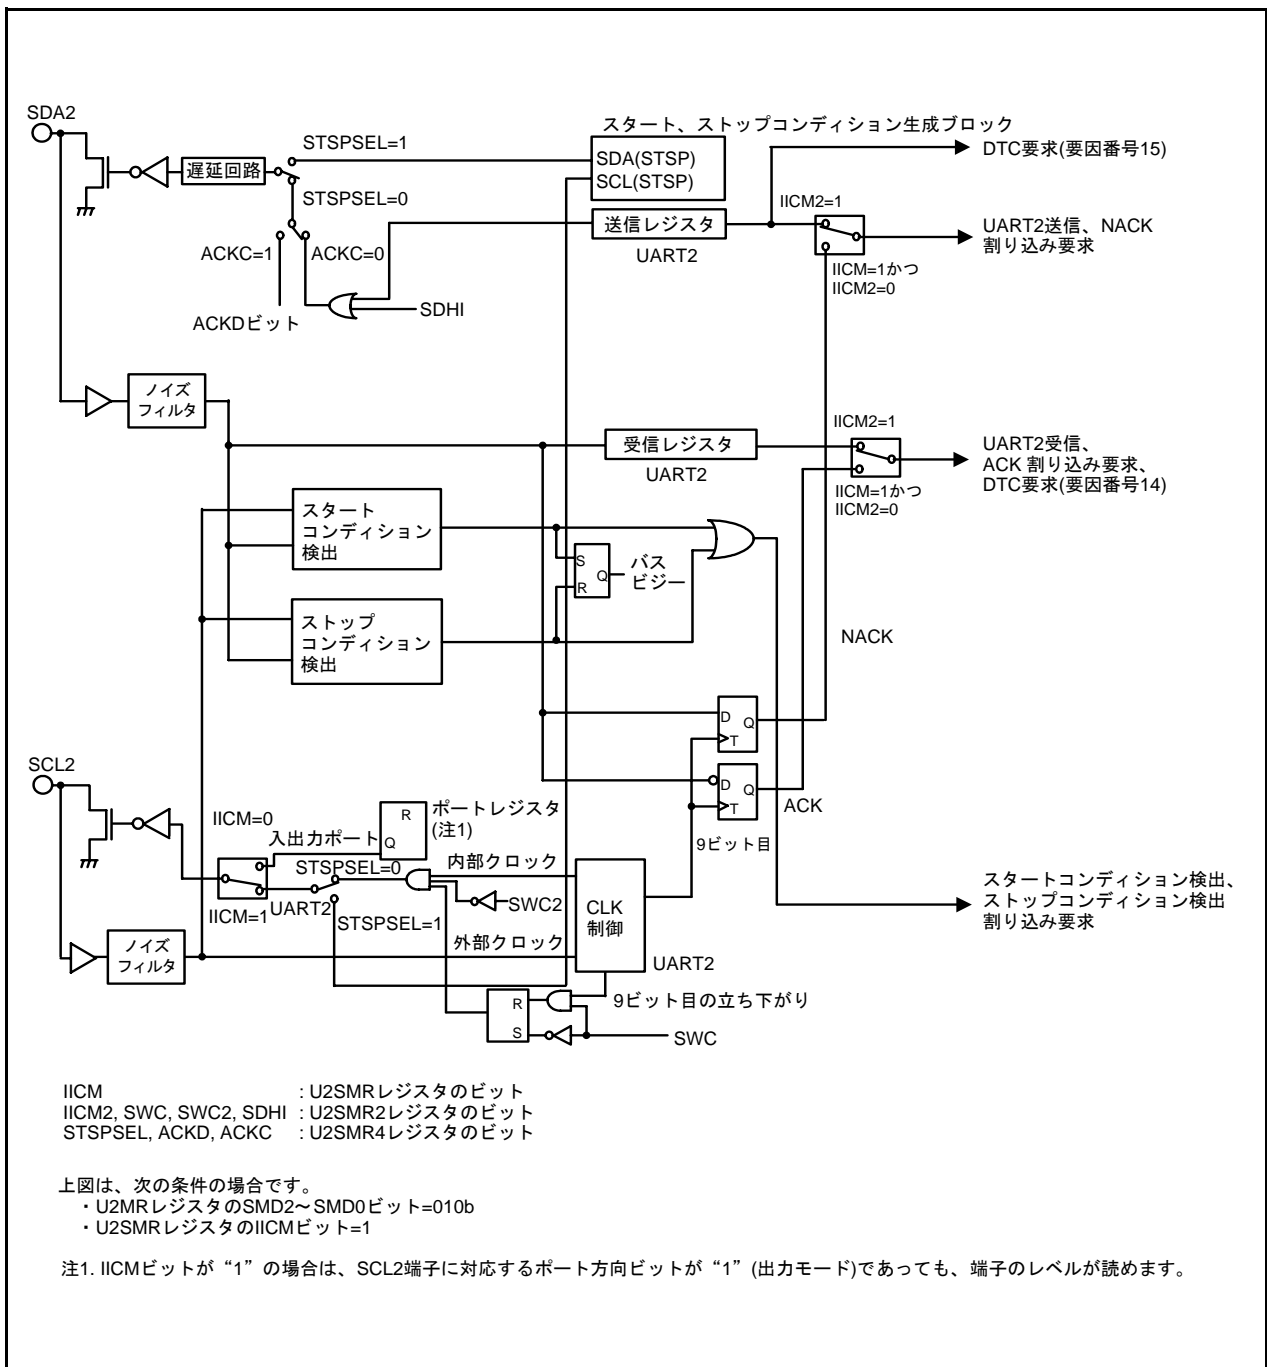 SDA2
STSPSEL=1
スタート、ストップコンディション生成ブロック
SDA(STSP)
SCL(STSP)
DTC要求(要因番号15)
遅延回路
STSPSEL=0
IICM2=1
送信レジスタ
UART2
UART2送信、NACK
割り込み要求
ACKC=1
ACKC=0
IICM=1かつ
IICM2=0
SDHI
ACKDビット
ノイズ
フィルタ
IICM2=1
受信レジスタ
UART2
UART2受信、
ACK 割り込み要求、
DTC要求(要因番号14)
IICM=1かつ
IICM2=0
スタート
コンディション
検出
S
R
Q
バス
ビジー
ストップ
コンディション
検出
NACK
D
Q
T
SCL2
D
Q
T
ACK
9ビット目
IICM=0
入出力ポート
R
Q
ポートレジスタ
(注1)
STSPSEL=0
内部クロック
IICM=1
UART2
SWC2
CLK
制御
STSPSEL=1
外部クロック
UART2
スタートコンディション検出、
ストップコンディション検出
割り込み要求
ノイズ
フィルタ
R
S
9ビット目の立ち下がり
SWC
IICM : U2SMRレジスタのビット
IICM2, SWC, SWC2, SDHI : U2SMR2レジスタのビット
STSPSEL, ACKD, ACKC : U2SMR4レジスタのビット
上図は、次の条件の場合です。
・U2MRレジスタのSMD2～SMD0ビット=010b
・U2SMRレジスタのIICMビット=1
注1. IICMビットが“1”の場合は、SCL2端子に対応するポート方向ビットが“1”(出力モード)であっても、端子のレベルが読めます。